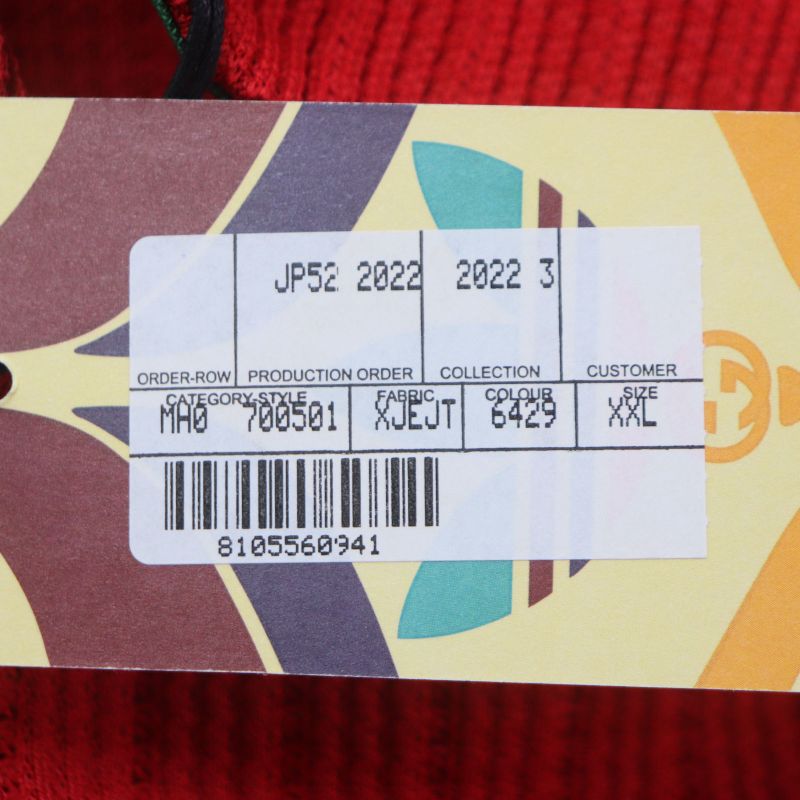 JP52 2022 2022 3
ORDER-ROW PRODUCTION ORDER COLLECTION CUSTOMER
CATEGORY-STYLE FABRIC COLOUR SIZE
MA0 700501 XJEJT 6429 XXL
8105560941